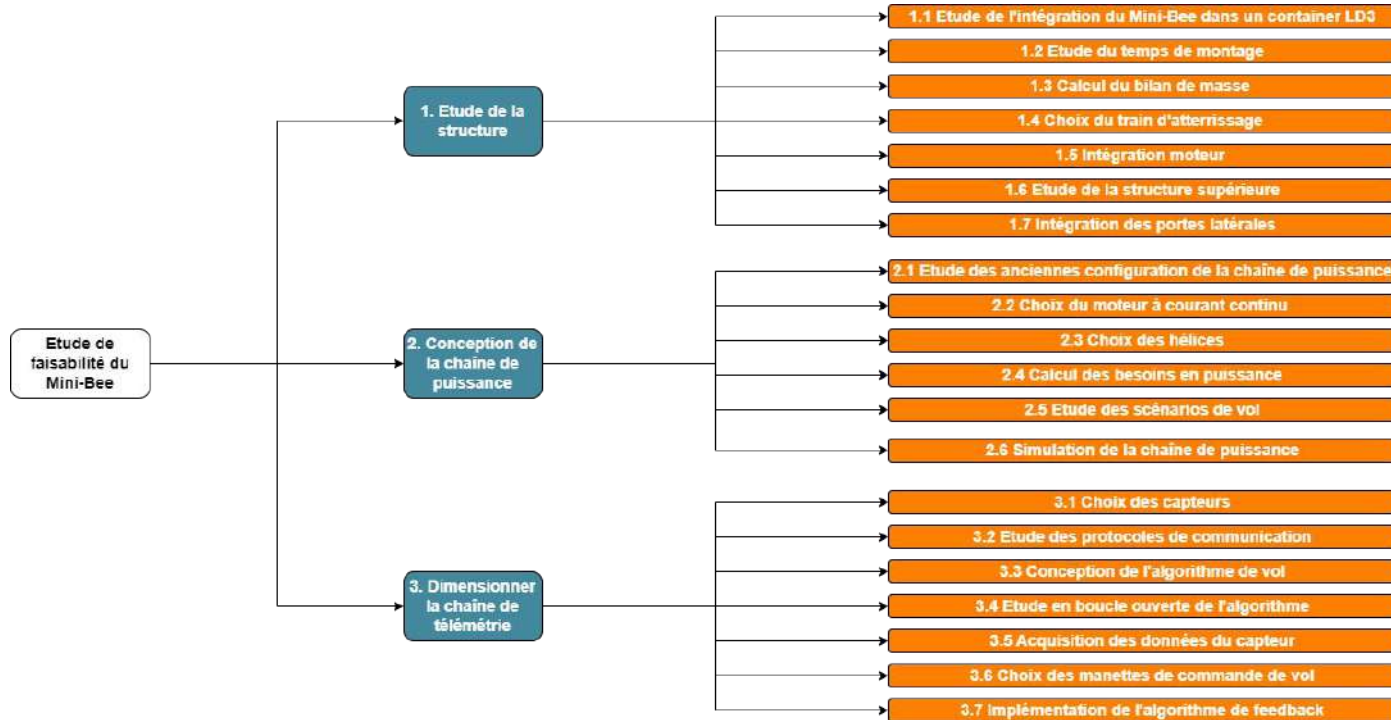 Etude de
faisabilité du
Mini-Bee
1. Etude de la
structure
1.1 Etude de l'intégration du Mini-Bee dans un container LD3
1.2 Etude du temps de montage
1.3 Calcul du bilan de masse
1.4 Choix du train d'atterrissage
1.5 Intégration moteur
1.6 Etude de la structure supérieure
1.7 Intégration des portes latérales
2. Conception de
la chaîne de
puissance
2.1 Etude des anciennes configuration de la chaîne de puissance
2.2 Choix du moteur à courant continu
2.3 Choix des hélices
2.4 Calcul des besoins en puissance
2.5 Etude des scénarios de vol
2.6 Simulation de la chaîne de puissance
3. Dimensionner
la chaîne de
télémétrie
3.1 Choix des capteurs
3.2 Etude des protocoles de communication
3.3 Conception de l'algorithme de vol
3.4 Etude en boucle ouverte de l'algorithme
3.5 Acquisition des données du capteur
3.6 Choix des manettes de commande de vol
3.7 Implémentation de l'algorithme de feedback